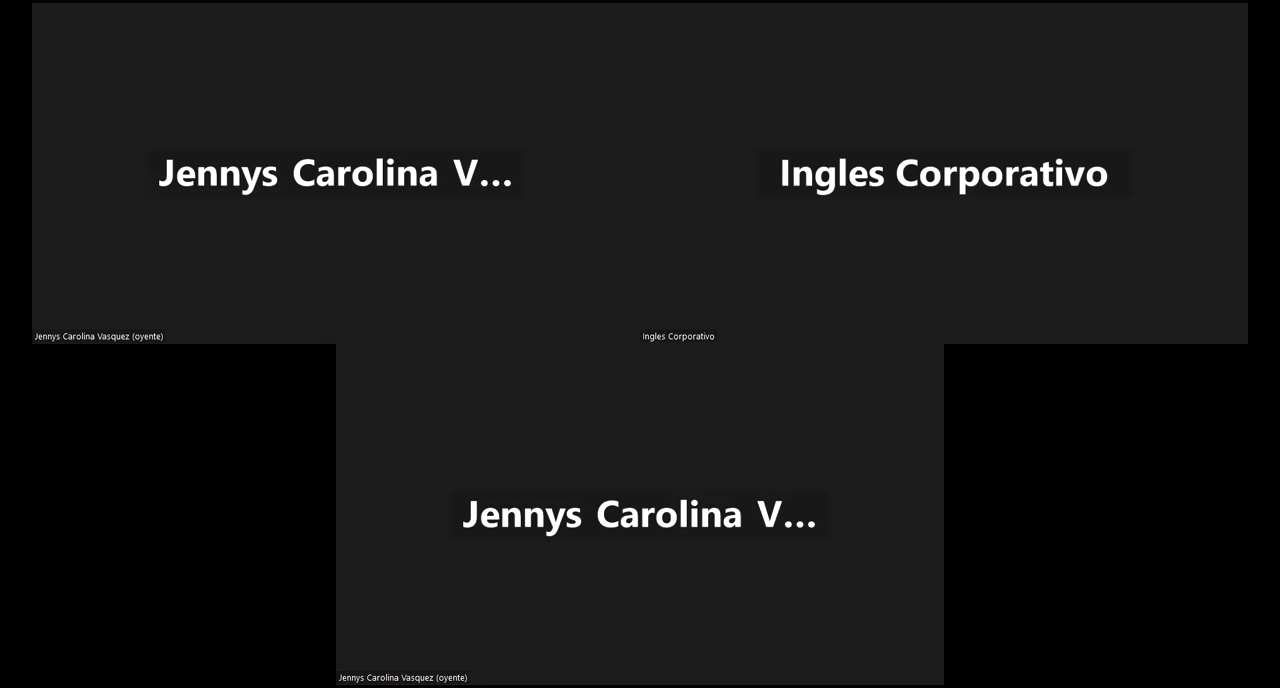 Jennys Carolina V...
Ingles Corporativo
Jennys Carolina Vasquez (oyente)
Ingles Corporativo
Jennys Carolina V...
Jennys Carolina Vasquez (oyente)